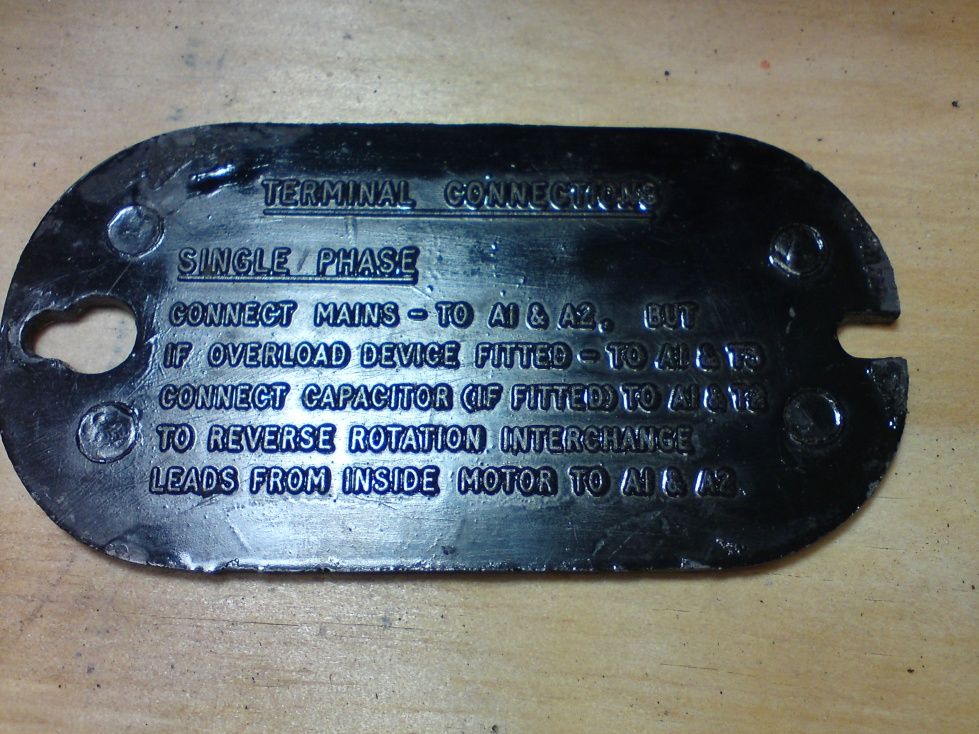 TERMINAL CONNECTIONS
SINGLE PHASE
CONNECT MAINS - TO A1 & A2. BUT
IF OVERLOAD DEVICE FITTED - TO A1 & T3
CONNECT CAPACITOR (IF FITTED) TO A1 & T2
TO REVERSE ROTATION INTERCHANGE
LEADS FROM INSIDE MOTOR TO A1 & A2